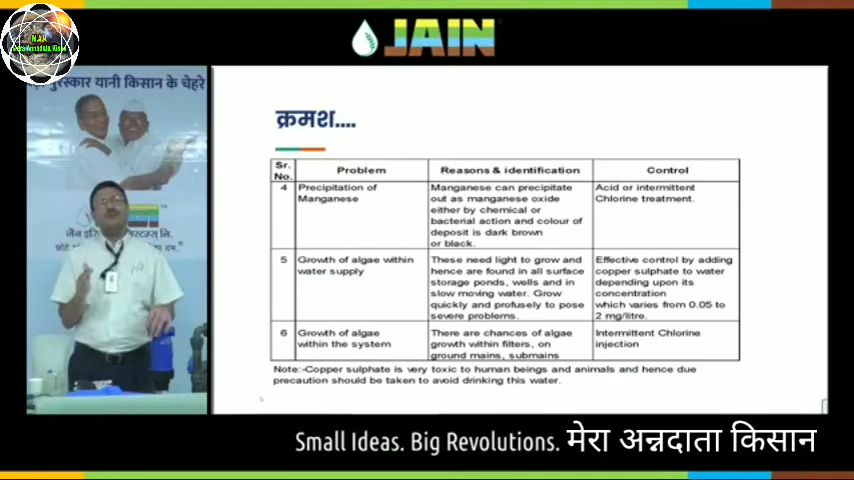 JAIN
NAK
पुरस्कार यानी किसान के चेहरे
क्रमश....
Sr. No. Problem Reasons & identification Control
4 Precipitation of Manganese
Manganese can precipitate
out as manganese oxide
either by chemical or
bacterial action and colour of
deposit is dark brown
or black.
Acid or intermittent
Chlorine treatment.
5 Growth of algae within
water supply
These need light to grow and
hence are found in all surface
storage ponds, wells and in
slow moving water. Grow
quickly and profusely to pose
severe problems.
Effective control by adding
copper sulphate to water
depending upon its
concentration
which varies from 0.05 to
2 mg/litre.
6 Growth of algae
within the system
There are chances of algae
growth within filters, on
ground mains, submains
Intermittent Chlorine
injection
Note:-Copper sulphate is very toxic to human beings and animals and hence due
precaution should be taken to avoid drinking this water.
Small Ideas. Big Revolutions. मेरा अन्नदाता किसान